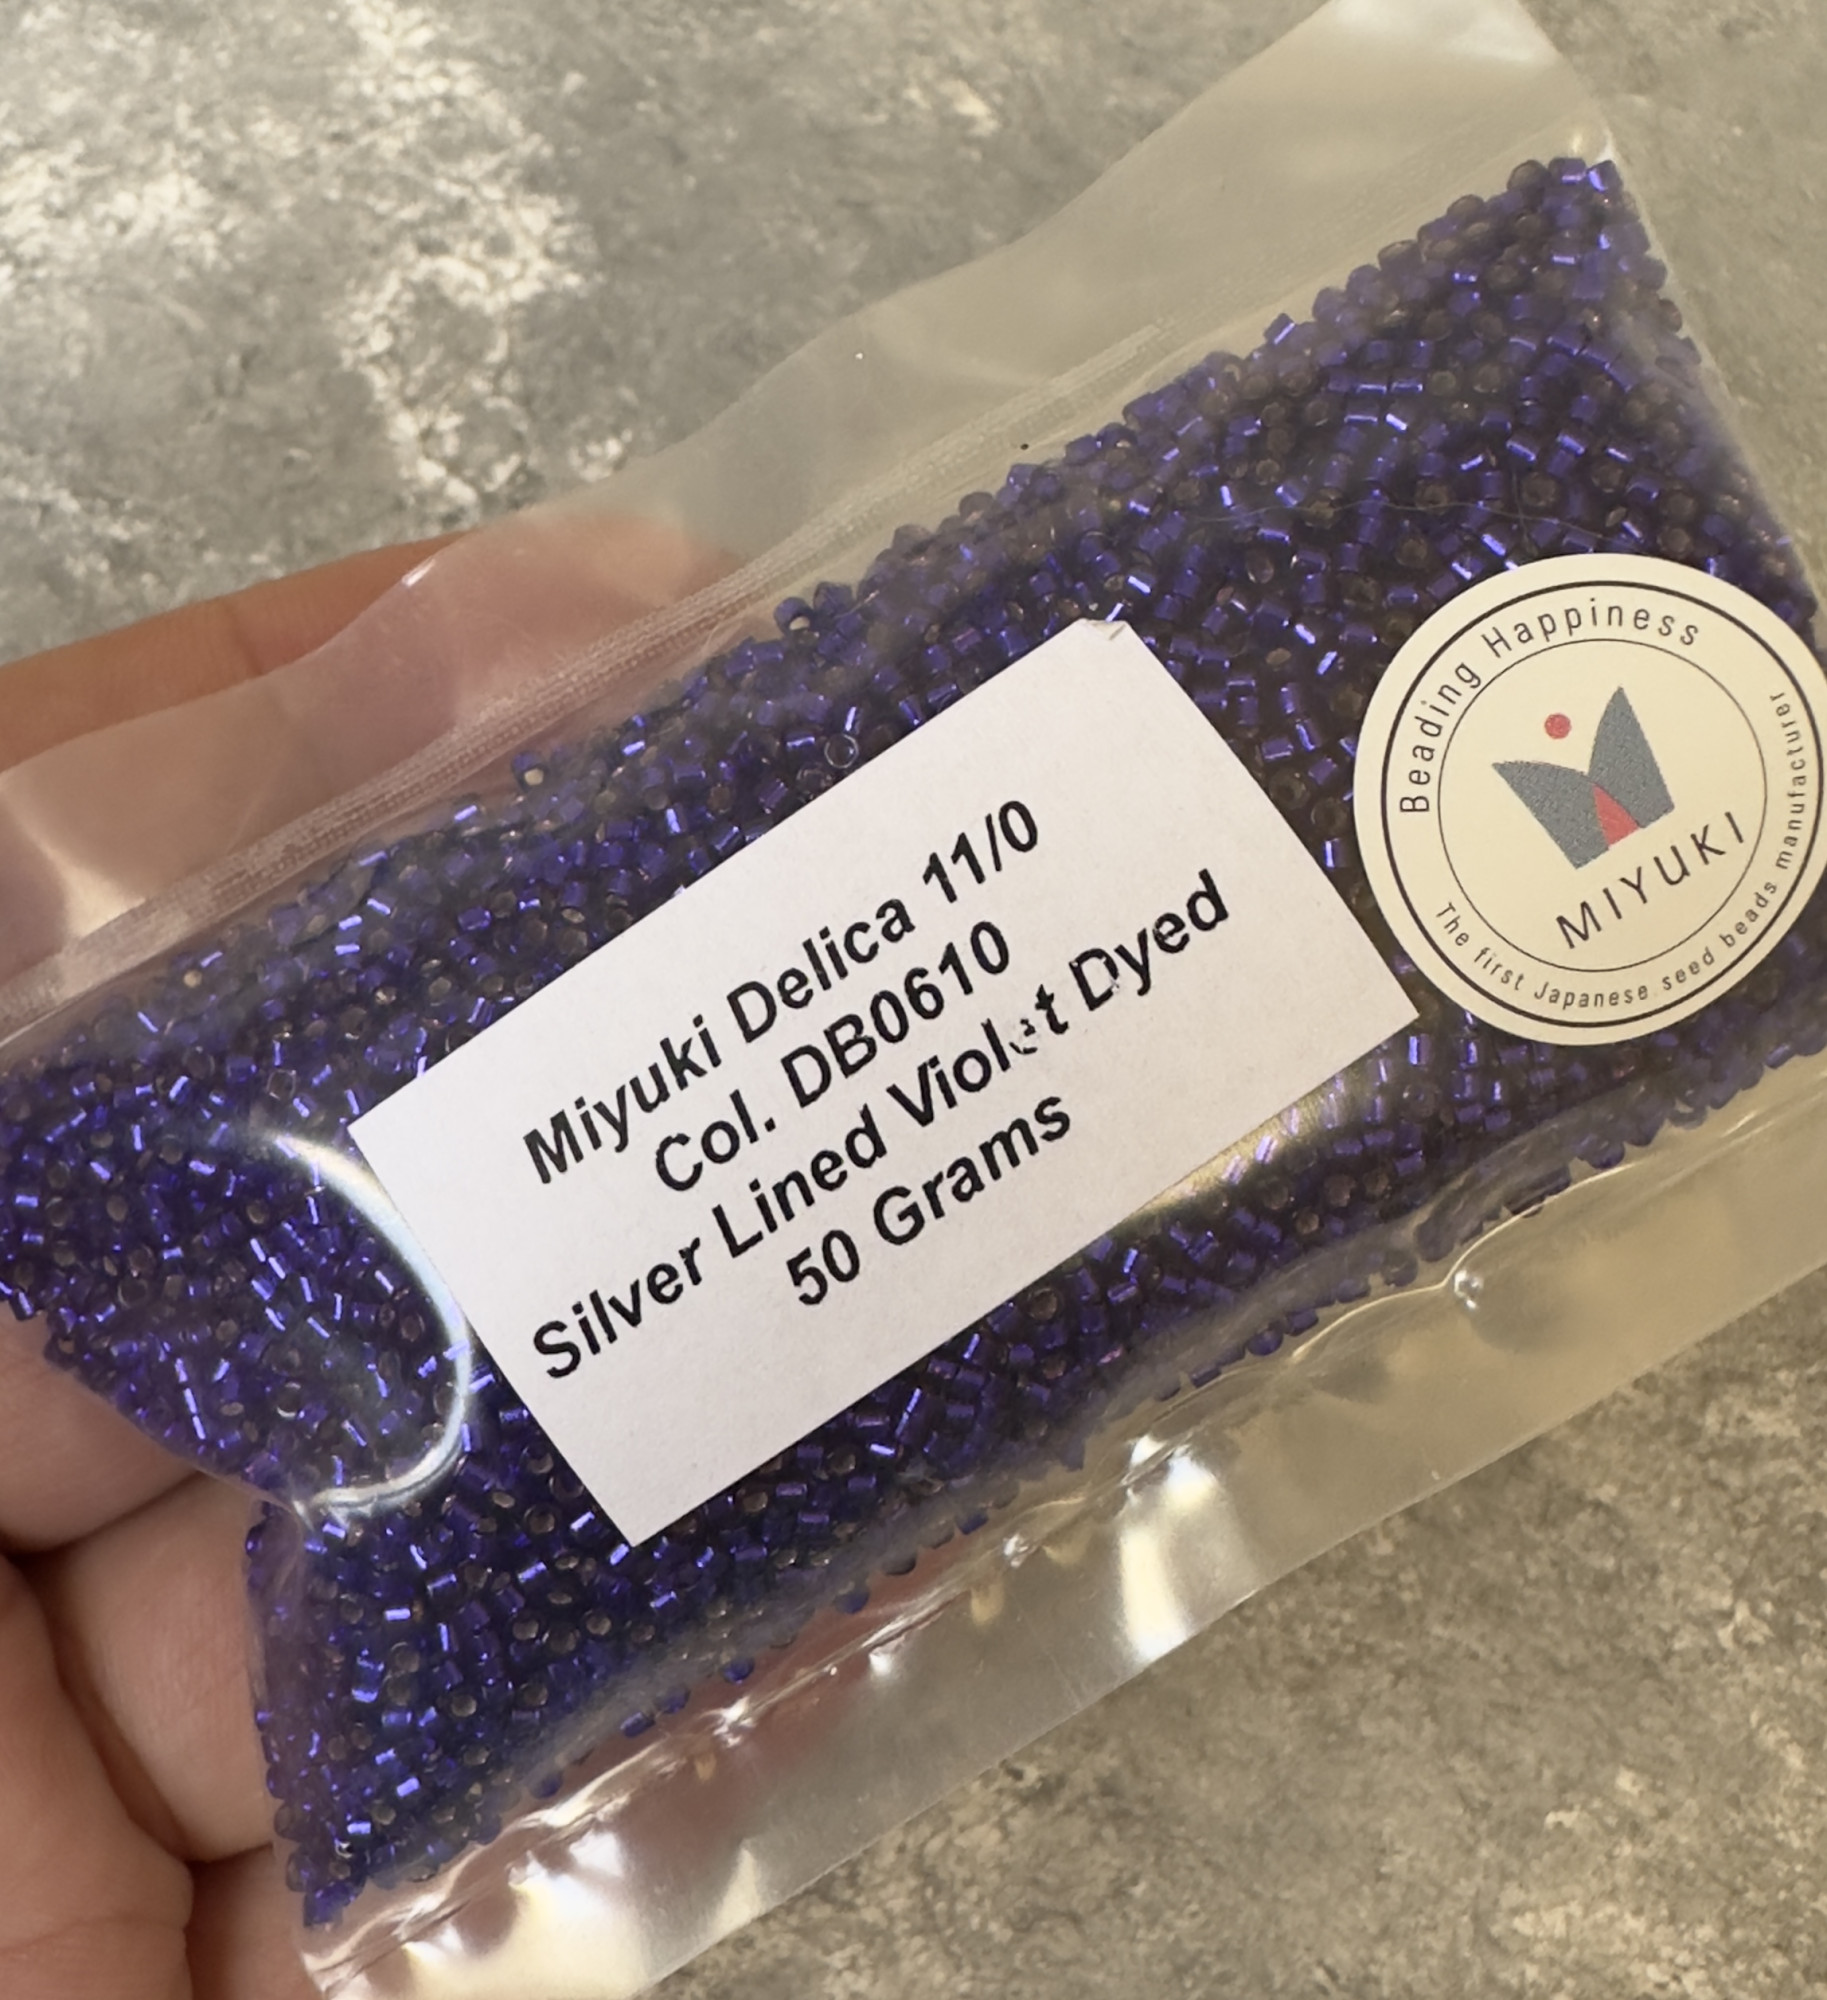 Miyuki Delica 11/0
Col. DB0610
Silver Lined Violet Dyed
50 Grams
Beading Happiness
MIYUKI
The first Japanese seed beads manufacturer